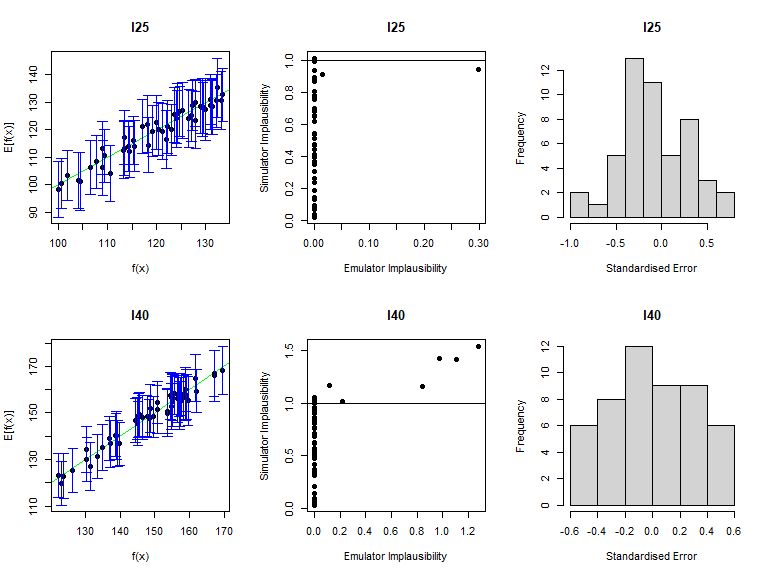 I25
I25
I25
E[f(x)]
90 100 110 120 130 140
100 110 120 130
f(x)
Simulator Implausibility
0.0 0.2 0.4 0.6 0.8 1.0
0.00 0.10 0.20 0.30
Emulator Implausibility
Frequency
0 2 4 6 8 10 12
-1.0 -0.5 0.0 0.5
Standardised Error
I40
I40
I40
E[f(x)]
110 130 150 170
130 140 150 160 170
f(x)
Simulator Implausibility
0.0 0.5 1.0 1.5
0.0 0.2 0.4 0.6 0.8 1.0 1.2
Emulator Implausibility
Frequency
0 2 4 6 8 10 12
-0.6 -0.4 -0.2 0.0 0.2 0.4 0.6
Standardised Error